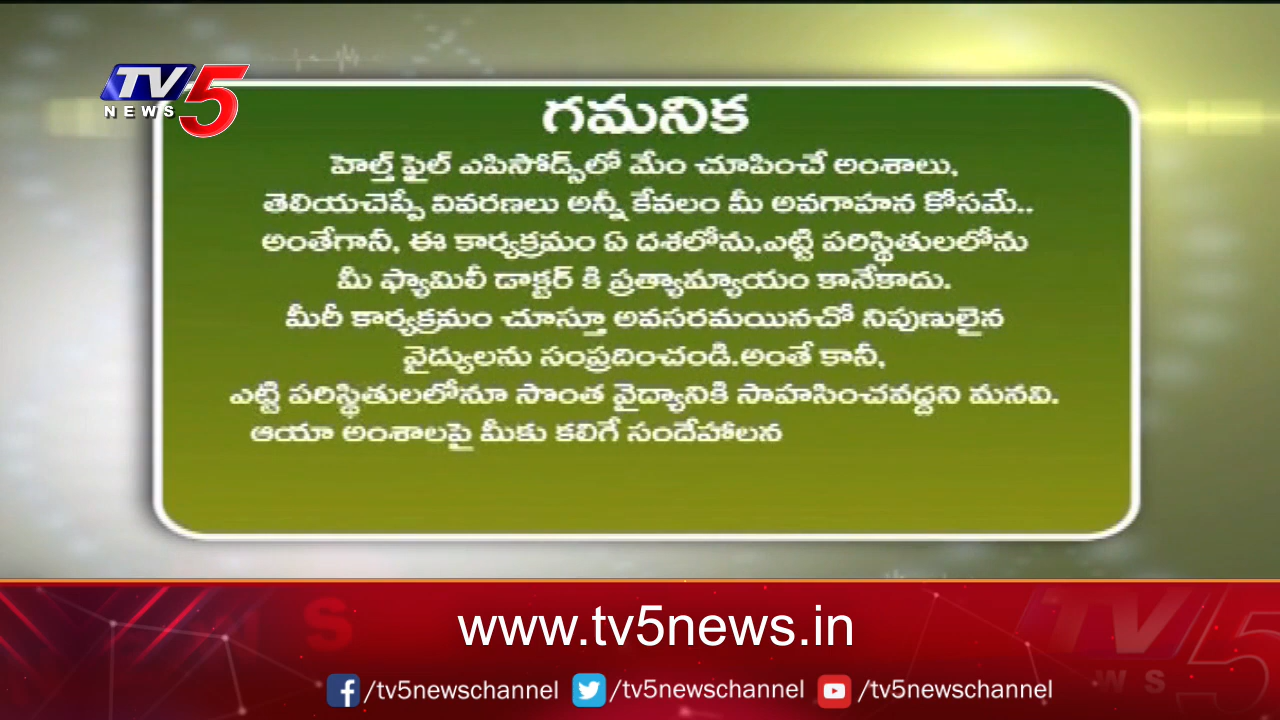 TV5
NEWS
గమనిక
హెల్త్ ఫైల్ ఎపిసోడ్స్‌లో మేం చూపించే అంశాలు,
తెలియచెప్పే వివరణలు అన్నీ కేవలం మీ అవగాహన కోసమే..
అంతేగానీ, ఈ కార్యక్రమం ఏ దశలోను,ఎట్టి పరిస్థితులలోను
మీ ఫ్యామిలీ డాక్టర్ కి ప్రత్యామ్యాయం కానేకాదు.
మీరీ కార్యక్రమం చూస్తూ అవసరమయినచో నిపుణులైన
వైద్యులను సంప్రదించండి.అంతే కానీ,
ఎట్టి పరిస్థితులలోనూ సొంత వైద్యానికి సాహసించవద్దని మనవి.
ఆయా అంశాలపై మీకు కలిగే సందేహాలన
www.tv5news.in
/tv5newschannel /tv5newschannel /tv5newschannel